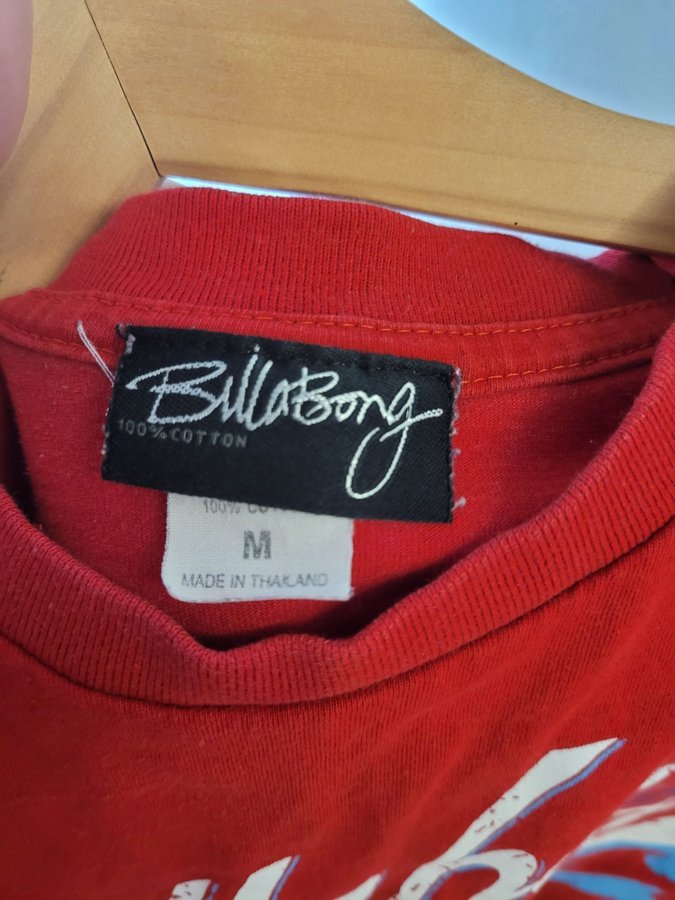 BillaBong
100% COTTON
M
MADE IN THAILAND